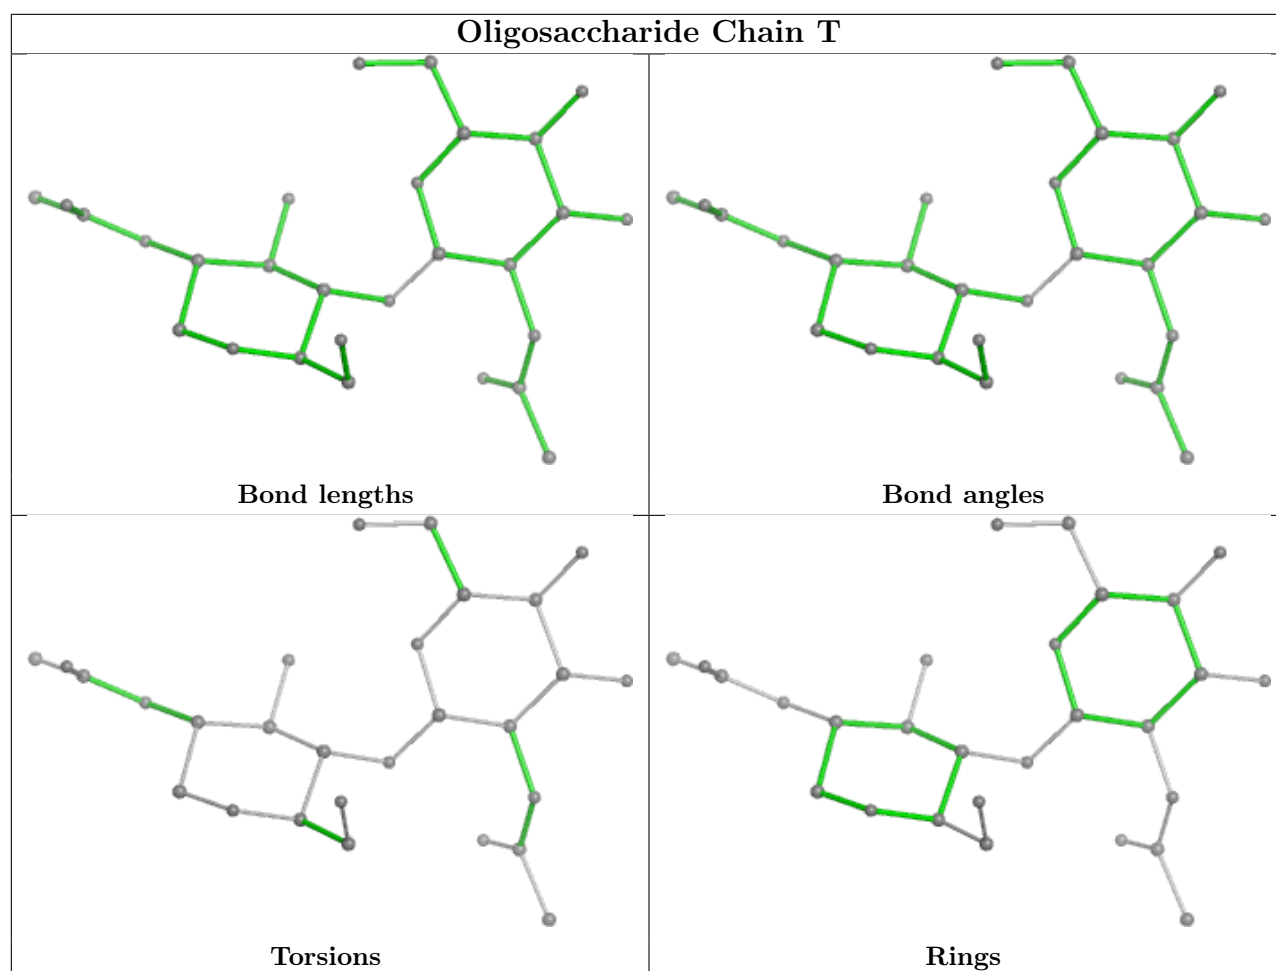 Oligosaccharide Chain T
Bond lengths
Bond angles
Torsions
Rings